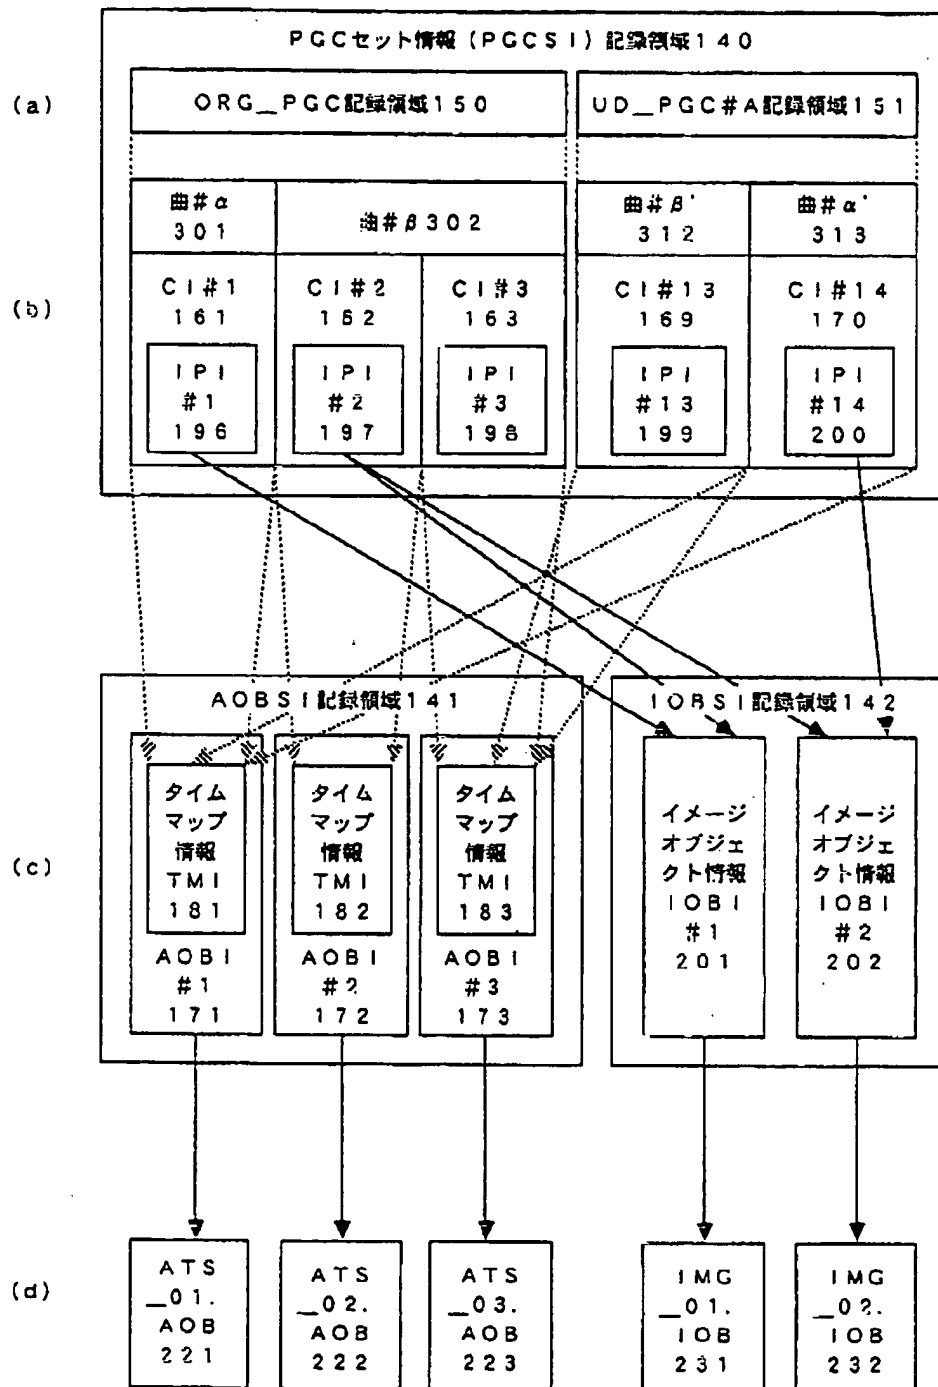 PGCセット情報(PGCSI)記録領域140
(a)
ORG__PGC記録領域150
UD__PGC#A記録領域151
曲#α
301
曲#β302
曲#β'
312
曲#α'
313
(b)
CI#1
161
CI#2
162
CI#3
163
CI#13
169
CI#14
170
IPI
#1
196
IPI
#2
197
IPI
#3
198
IPI
#13
199
IPI
#14
200
AOBSI記録領域141
IOBSI記録領域142
(c)
タイム
マップ
情報
TMI
181
タイム
マップ
情報
TMI
182
タイム
マップ
情報
TMI
183
AOBI
#1
171
AOBI
#2
172
AOBI
#3
173
イメージ
オブジェ
クト情報
IOBI
#1
201
イメージ
オブジェ
クト情報
IOBI
#2
202
(d)
ATS
__01.
AOB
221
ATS
__02.
AOB
222
ATS
__03.
AOB
223
IMG
__01.
IOB
231
IMG
__02.
IOB
232